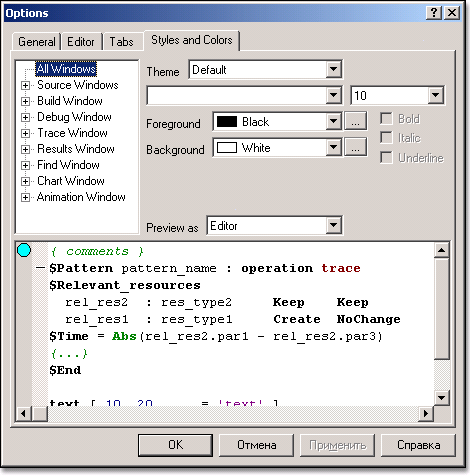 Options
General Editor Tabs Styles and Colors
All Windows
Source Windows
Build Window
Debug Window
Trace Window
Results Window
Find Window
Chart Window
Animation Window
Theme Default
10
Foreground Black ...
Background White ...
Bold
Italic
Underline
Preview as Editor
{ comments }
$Pattern pattern_name : operation trace
$Relevant_resources
rel_res2 : res_type2 Keep Keep
rel_res1 : res_type1 Create NoChange
$Time = Abs(rel_res2.par1 - rel_res2.par3)
{...}
$End
text [ 10, 20, = 'text' ]
OK Отмена Применить Справка